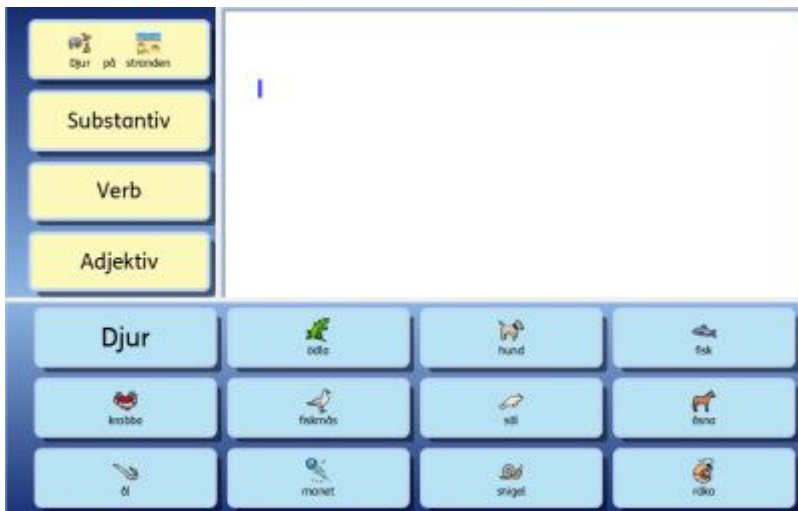 Djur på stranden
Substantiv
Verb
Adjektiv
Djur
ödla
hund
fisk
krabba
fiskmås
säl
åsna
ål
manet
snigel
räka